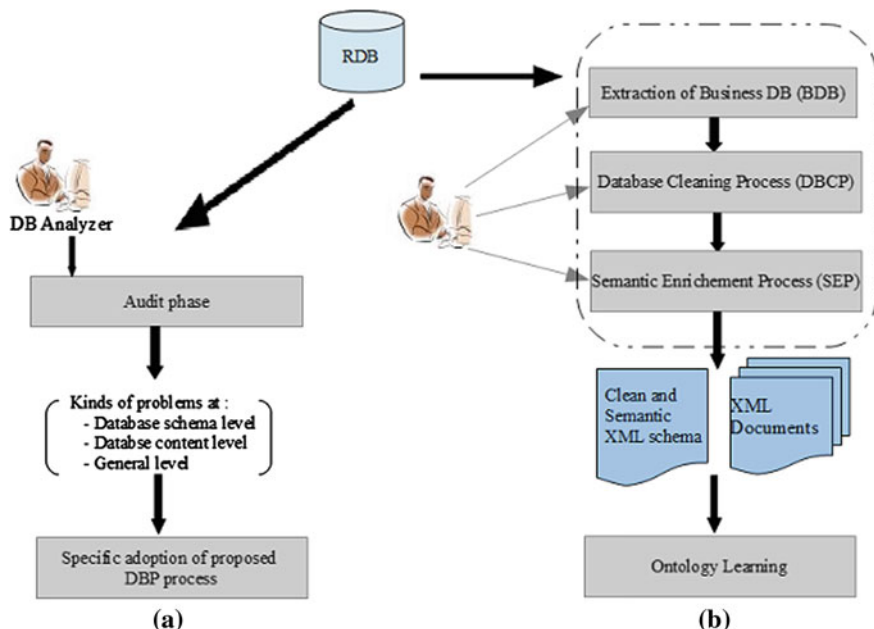 RDB
DB Analyzer
Audit phase
Kinds of problems at :
- Database schema level
- Databse content level
- General level
Specific adoption of proposed
DBP process
(a)
Extraction of Business DB (BDB)
Database Cleaning Process (DBCP)
Semantic Enrichement Process (SEP)
Clean and
Semantic
XML schema
XML
Documents
Ontology Learning
(b)